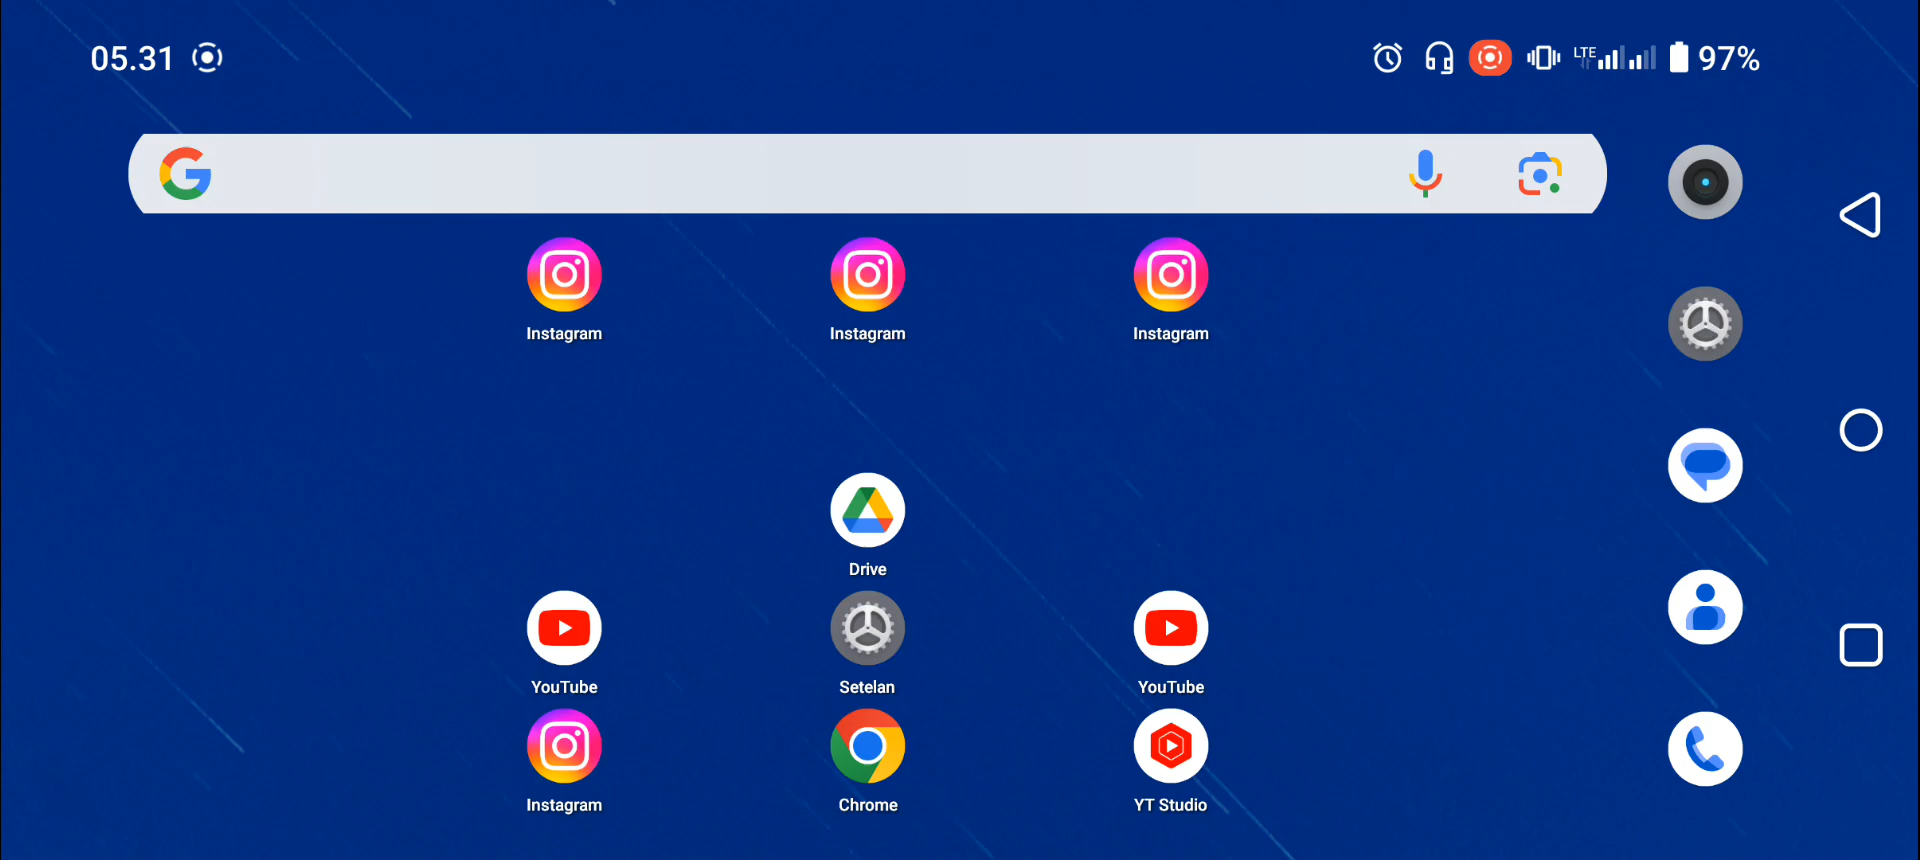 05.31 LTE 97%
Instagram Instagram Instagram
Drive
YouTube Setelan YouTube
Instagram Chrome YT Studio